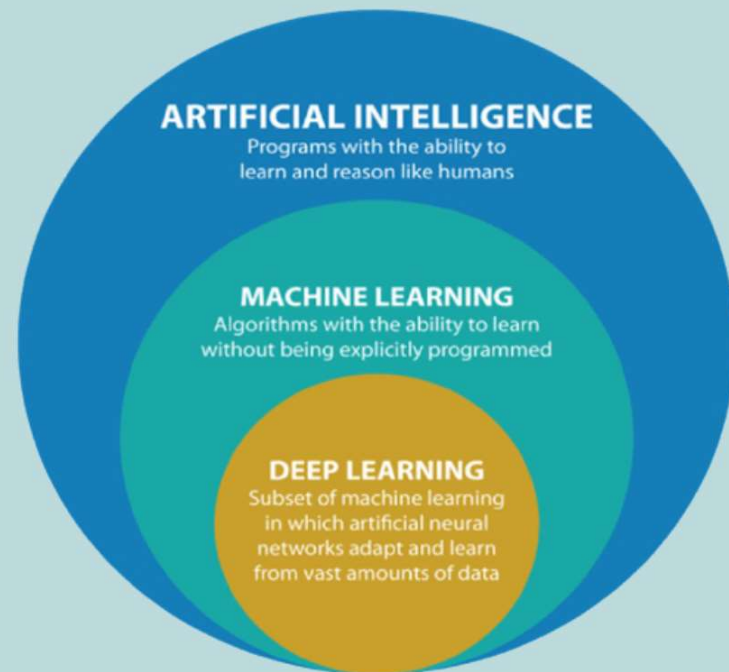 ARTIFICIAL INTELLIGENCE
Programs with the ability to
learn and reason like humans
MACHINE LEARNING
Algorithms with the ability to learn
without being explicitly programmed
DEEP LEARNING
Subset of machine learning
in which artificial neural
networks adapt and learn
from vast amounts of data